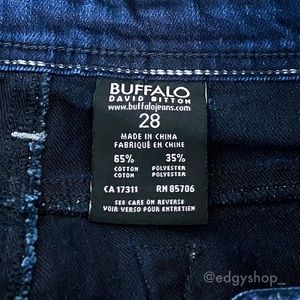 BUFFALO
DAVID BITTON
www.buffalojeans.com
28
MADE IN CHINA
FABRIQUÉ EN CHINE
65% 35%
COTTON POLYESTER
COTON POLYESTER
CA 17311 RN 85706
SEE CARE ON REVERSE
VOIR VERSO POUR ENTRETIEN
@edgyshop_